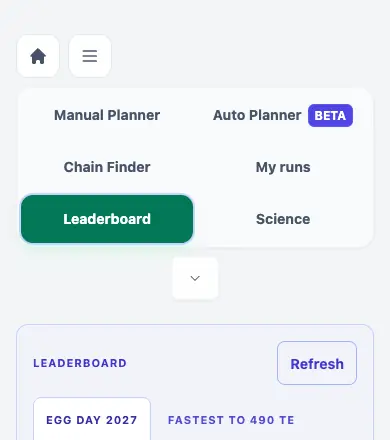 Manual Planner
Auto Planner BETA
Chain Finder
My runs
Leaderboard
Science
LEADERBOARD
Refresh
EGG DAY 2027
FASTEST TO 490 TE